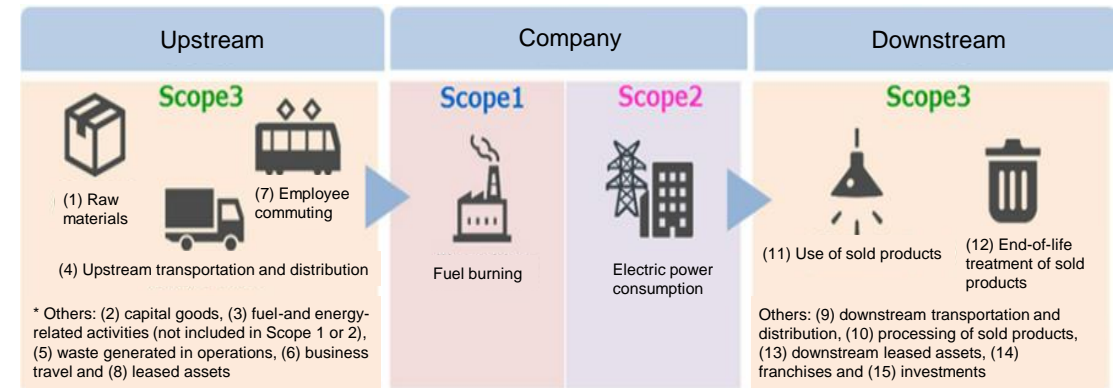 Upstream
Company
Downstream
Scope3
Scope1
Scope2
Scope3
(1) Raw
materials
(7) Employee
commuting
(4) Upstream transportation and distribution
Fuel burning
Electric power
consumption
(11) Use of sold products
(12) End-of-life
treatment of sold
products
* Others: (2) capital goods, (3) fuel-and energy-
related activities (not included in Scope 1 or 2),
(5) waste generated in operations, (6) business
travel and (8) leased assets
Others: (9) downstream transportation and
distribution, (10) processing of sold products,
(13) downstream leased assets, (14)
franchises and (15) investments